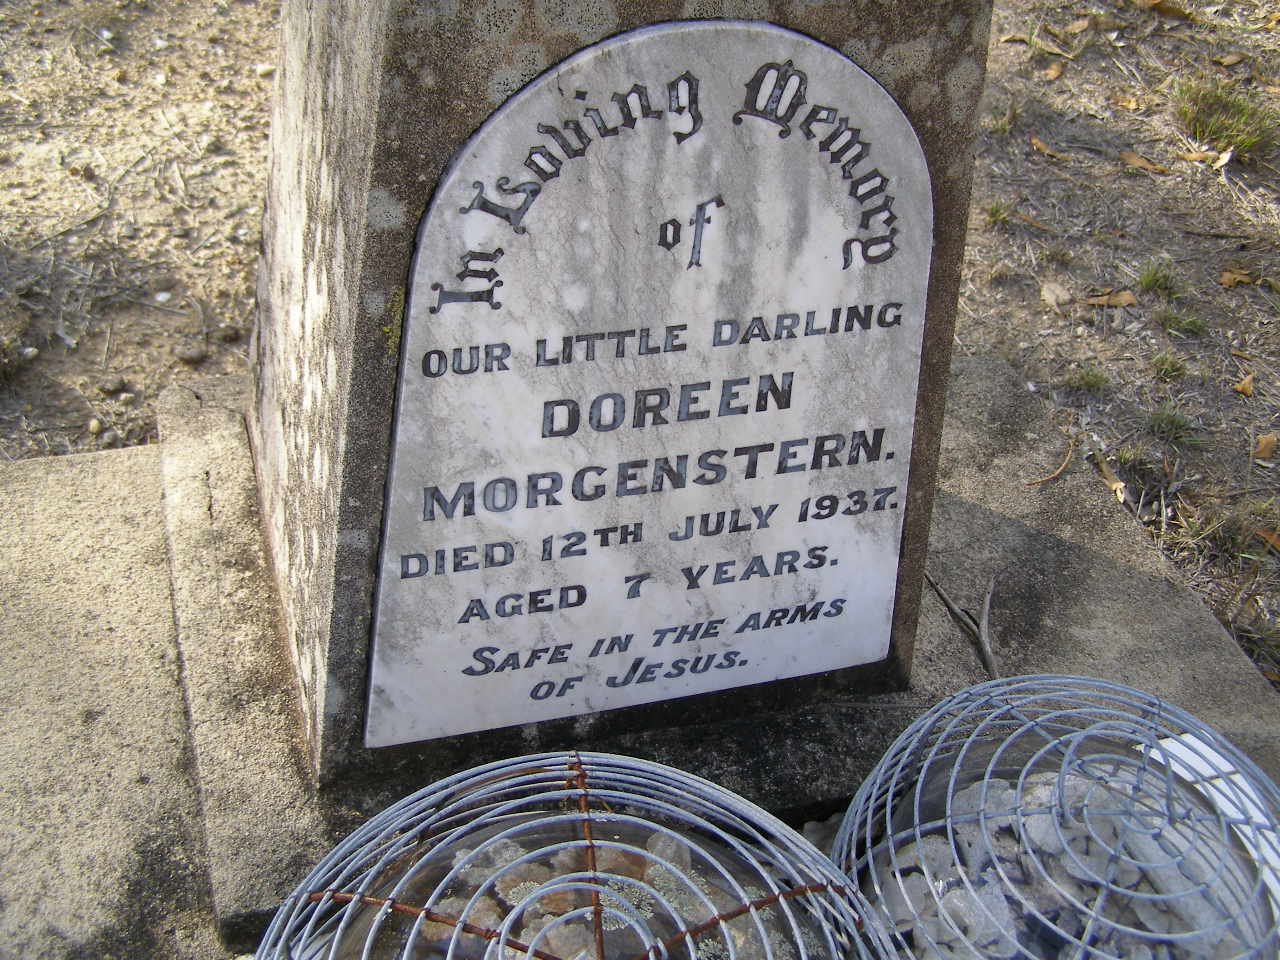 In Loving Memory
of
OUR LITTLE DARLING
DOREEN
MORGENSTERN.
DIED 12TH JULY 1937.
AGED 7 YEARS.
SAFE IN THE ARMS
OF JESUS.